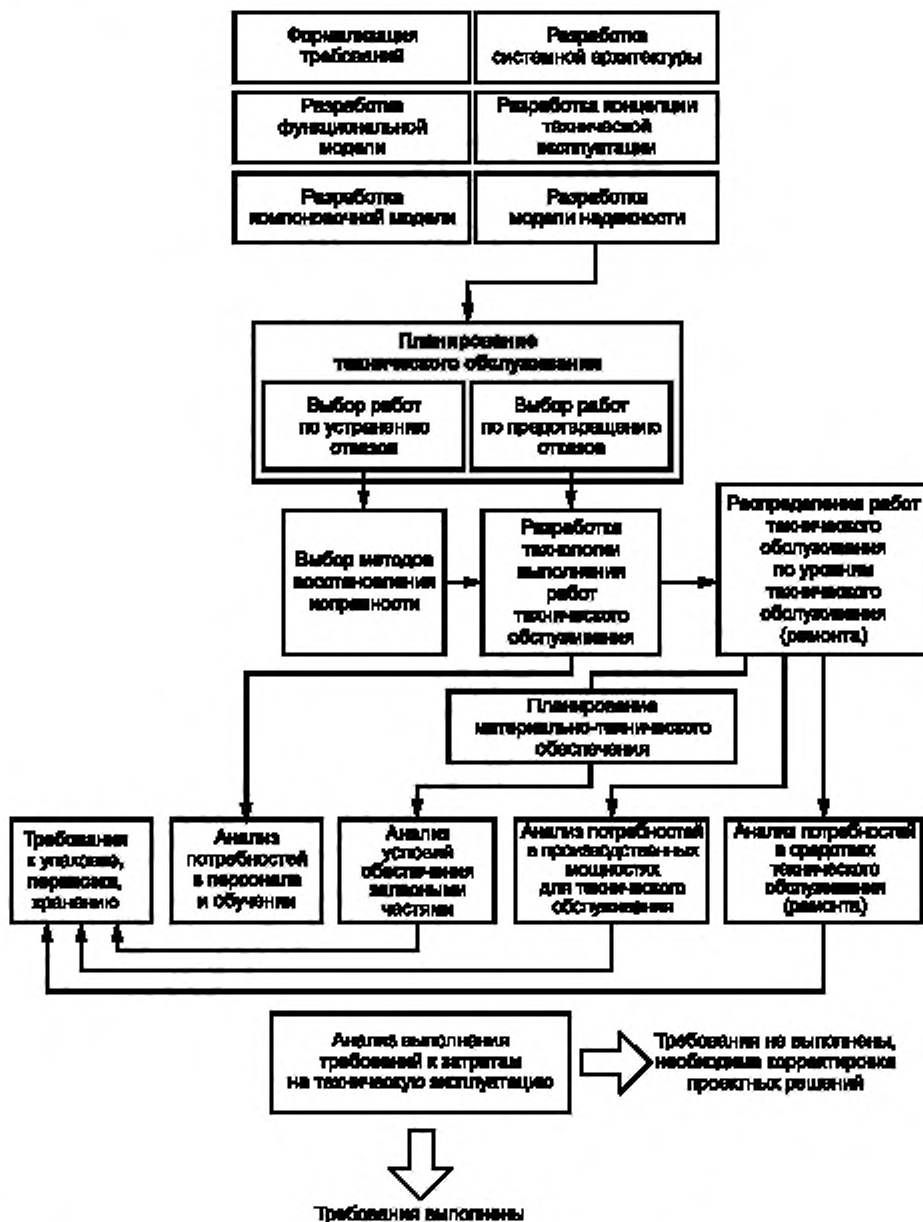 Формализация
требований
Разработка
системной архитектуры
Разработка
функциональной
модели
Разработка концепции
технической
эксплуатации
Разработка
компоновочной модели
Разработка
модели надежности
Планирование
технического обслуживания
Выбор работ
по устранению
отказов
Выбор работ
по предотвращению
отказов
Выбор методов
восстановления
исправности
Разработка
технологии
выполнения
работ
технического
обслуживания
Распределения работ
технического
обслуживания
по уровням
технического
обслуживания
(ремонта)
Планирование
материально-технического
обеспечения
Требования
к упаковке,
перевозке,
хранению
Анализ
потребностей
в персонале
и обучении
Анализ
условий
обеспечения
запасными
частями
Анализ потребностей
в производственных
мощностях
для технического
обслуживания
Анализ потребностей
в средствах
технического
обслуживания
(ремонта)
Анализ выполнения
требований к затратам
на техническую эксплуатацию
Требования не выполнены,
необходима корректировка
проектных решений
Требования выполнены